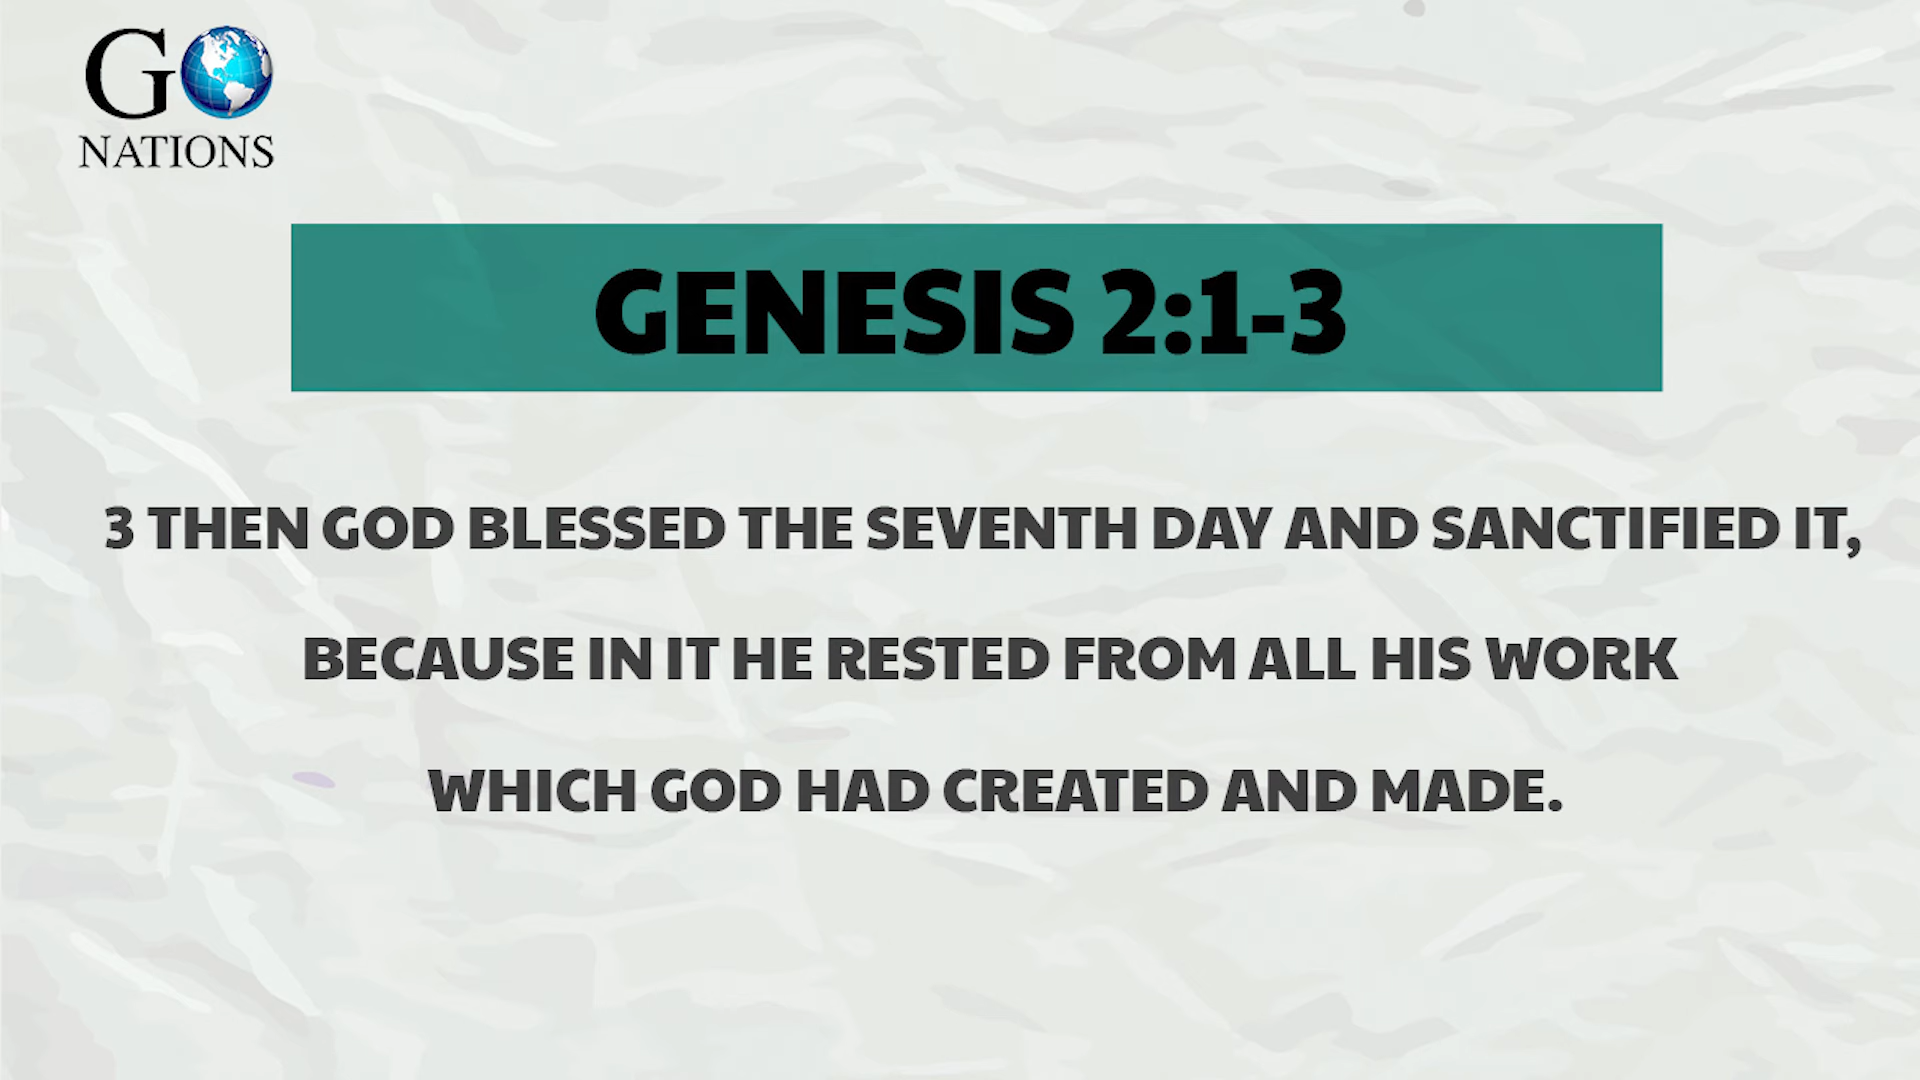 GO
NATIONS
GENESIS 2:1-3
3 THEN GOD BLESSED THE SEVENTH DAY AND SANCTIFIED IT,
BECAUSE IN IT HE RESTED FROM ALL HIS WORK
WHICH GOD HAD CREATED AND MADE.